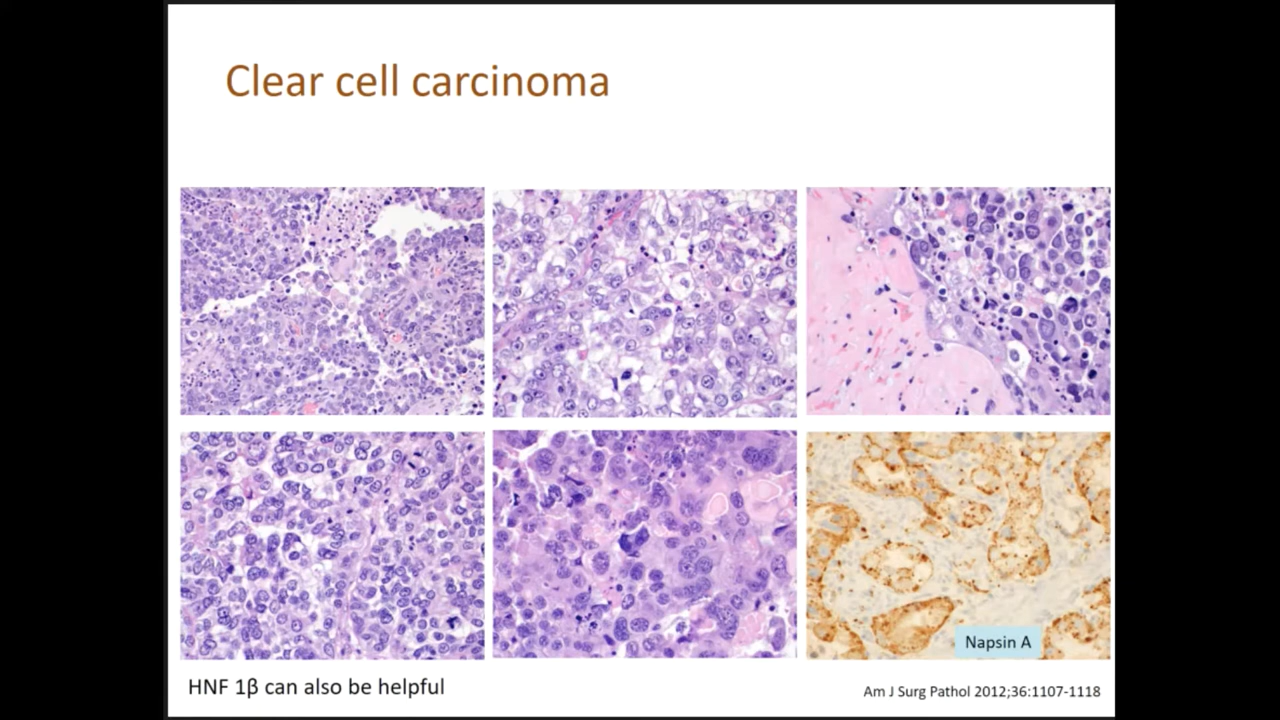 Clear cell carcinoma
Napsin A
HNF 1β can also be helpful
Am J Surg Pathol 2012;36:1107-1118